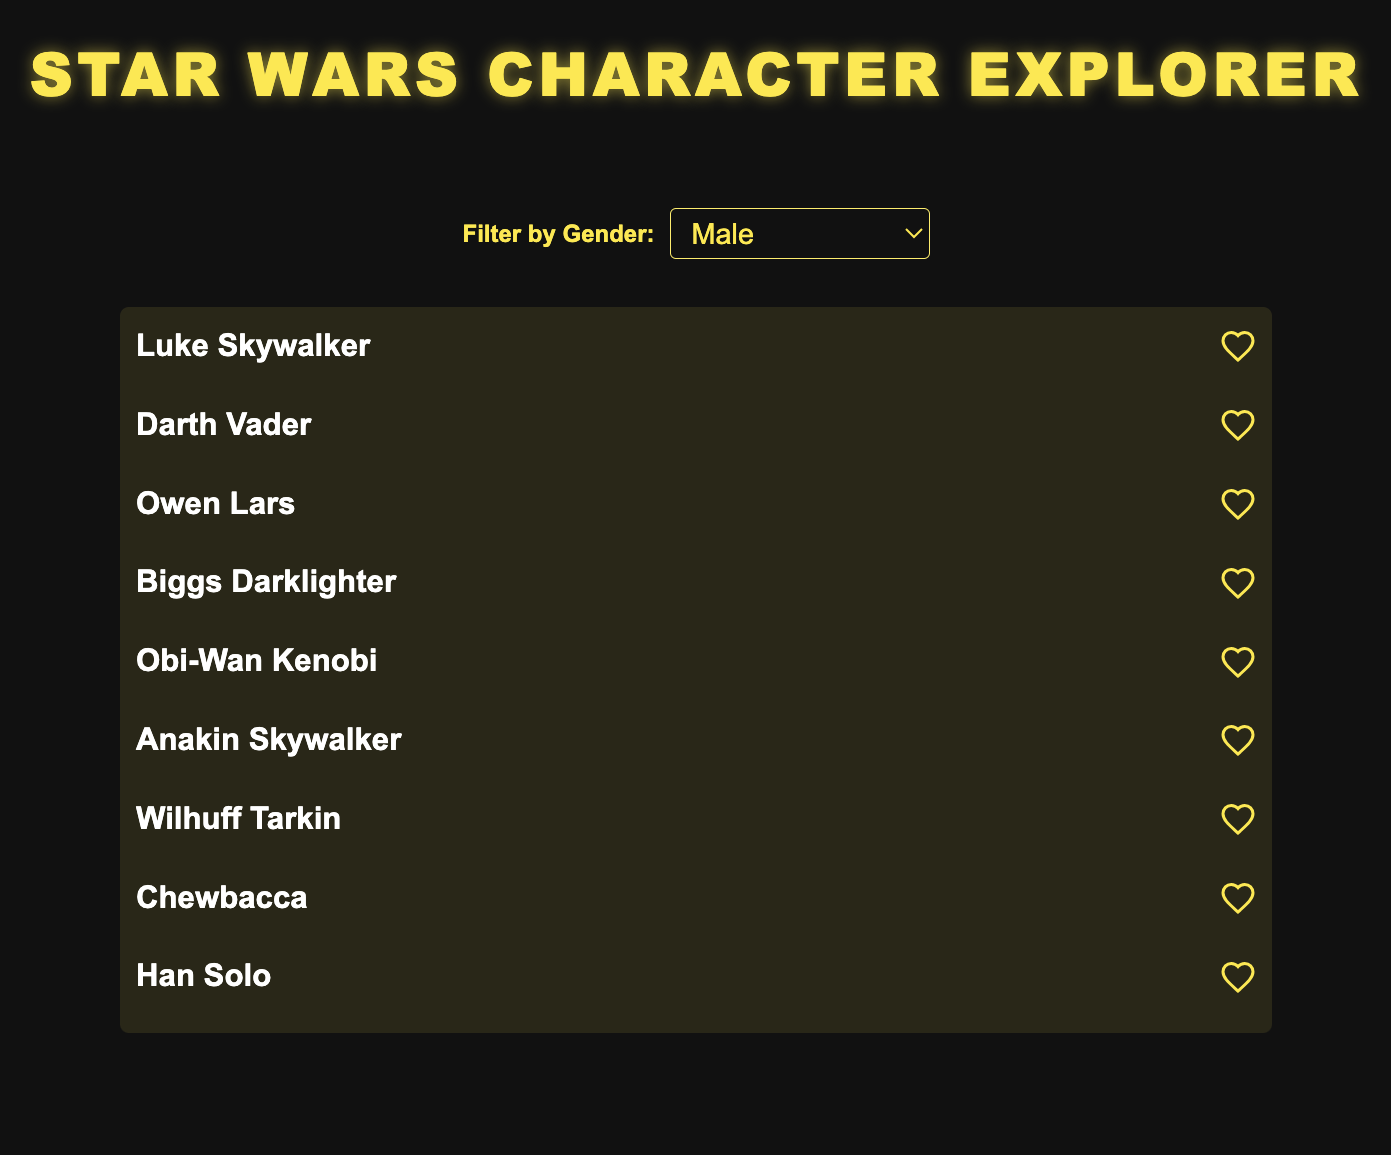 STAR WARS CHARACTER EXPLORER
Filter by Gender: Male
Luke Skywalker
Darth Vader
Owen Lars
Biggs Darklighter
Obi-Wan Kenobi
Anakin Skywalker
Wilhuff Tarkin
Chewbacca
Han Solo